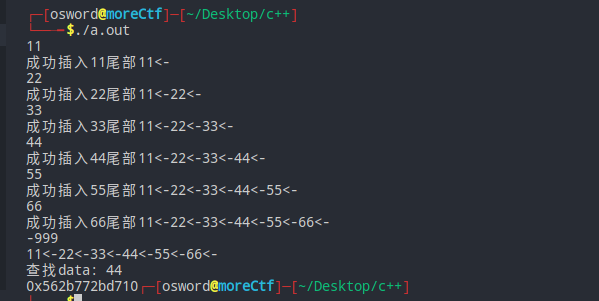 ┌─[osword@moreCtf]─[~/Desktop/c++]
└──╼ $./a.out
11
成功插入11尾部11<-
22
成功插入22尾部11<-22<-
33
成功插入33尾部11<-22<-33<-
44
成功插入44尾部11<-22<-33<-44<-
55
成功插入55尾部11<-22<-33<-44<-55<-
66
成功插入66尾部11<-22<-33<-44<-55<-66<-
-999
11<-22<-33<-44<-55<-66<-
查找data: 44
0x562b772bd710┌─[osword@moreCtf]─[~/Desktop/c++]
└──╼ $